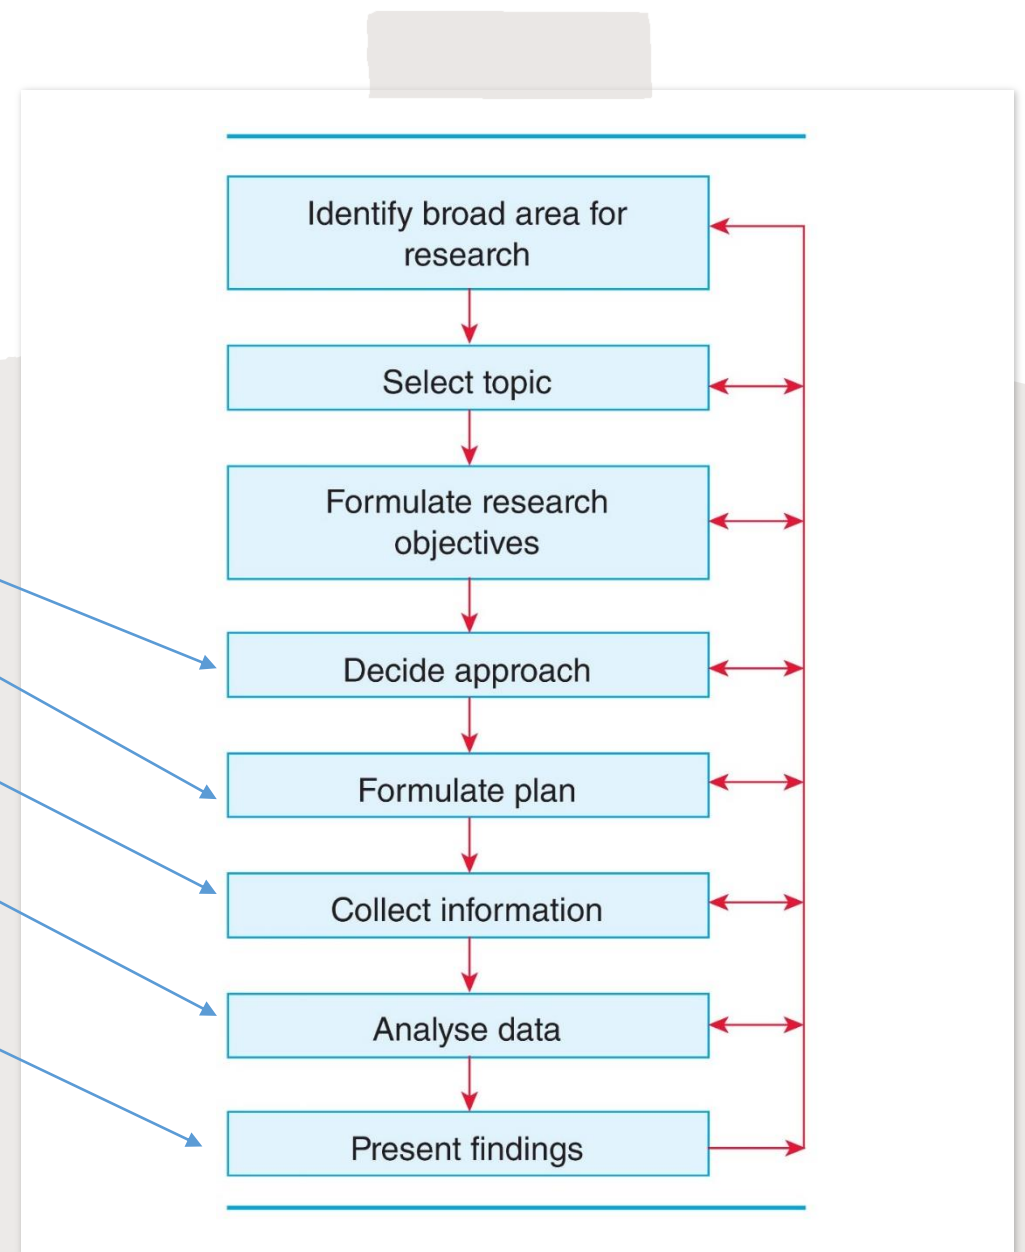 Identify broad area for
research
Select topic
Formulate research
objectives
Decide approach
Formulate plan
Collect information
Analyse data
Present findings